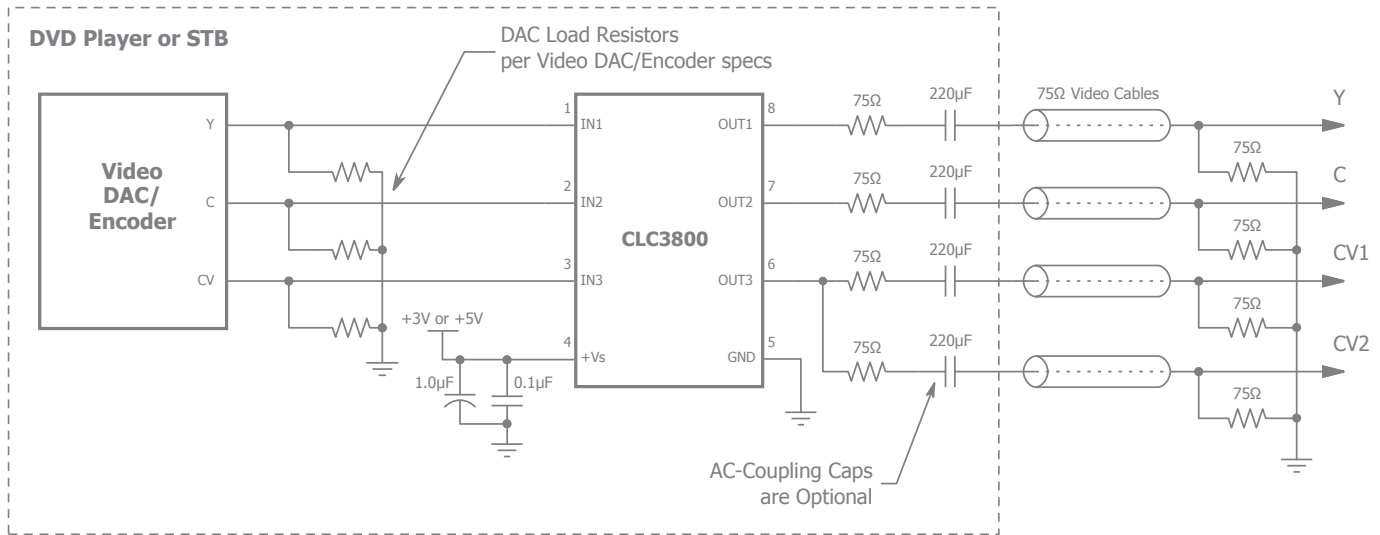 DVD Player or STB
DAC Load Resistors
per Video DAC/Encoder specs
Video
DAC/
Encoder
Y
C
CV
1
IN1
2
IN2
3
IN3
4
+Vs
+3V or +5V
1.0µF
0.1µF
CLC3800
8
OUT1
7
OUT2
6
OUT3
5
GND
75Ω
220µF
75Ω
220µF
75Ω
220µF
75Ω
220µF
AC-Coupling Caps
are Optional
75Ω Video Cables
Y
75Ω
C
75Ω
CV1
75Ω
CV2
75Ω